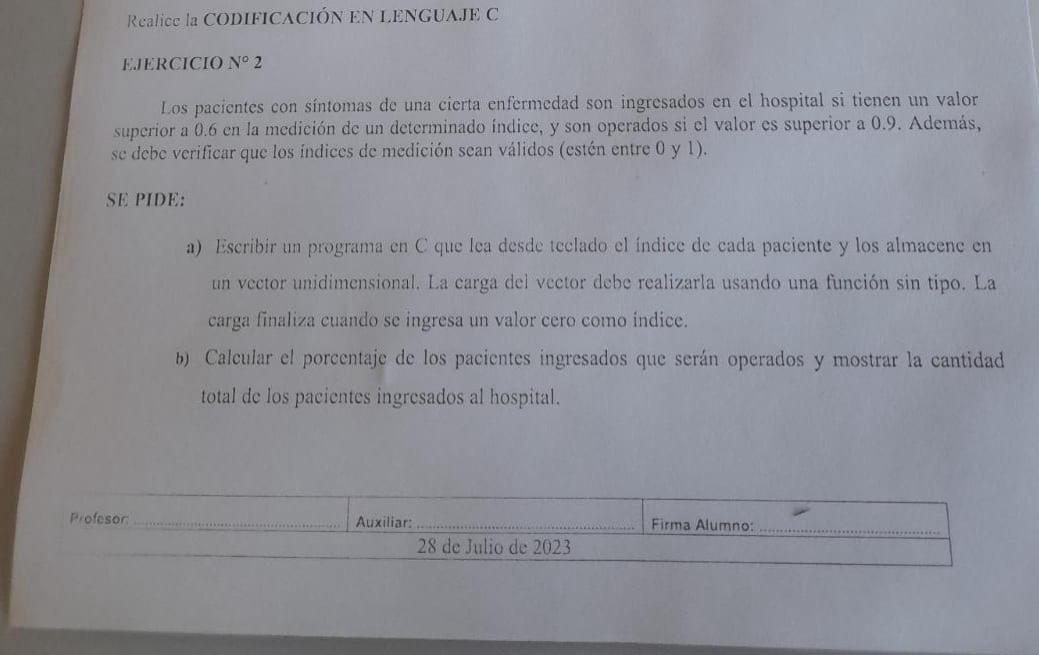 Realice la CODIFICACIÓN EN LENGUAJE C
EJERCICIO N° 2
Los pacientes con síntomas de una cierta enfermedad son ingresados en el hospital si tienen un valor
superior a 0.6 en la medición de un determinado índice, y son operados si el valor es superior a 0.9. Además,
se debe verificar que los índices de medición sean válidos (estén entre 0 y 1).
SE PIDE:
a) Escribir un programa en C que lea desde teclado el índice de cada paciente y los almacene en
un vector unidimensional. La carga del vector debe realizarla usando una función sin tipo. La
carga finaliza cuando se ingresa un valor cero como índice.
b) Calcular el porcentaje de los pacientes ingresados que serán operados y mostrar la cantidad
total de los pacientes ingresados al hospital.
Profesor: ........................ Auxiliar: ........................ Firma Alumno: ........................
28 de Julio de 2023